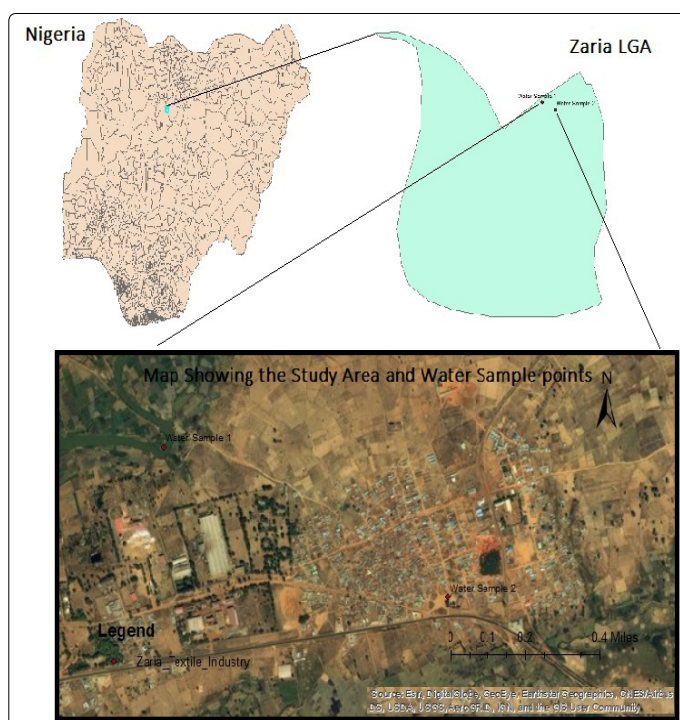 Nigeria
Zaria LGA
Water Sample 1
Water Sample 2
Map Showing the Study Area and Water Sample points
N
Water Sample 1
Water Sample 2
Legend
Zaria_Textile_Industry
0 0.1 0.2 0.4 Miles
Source: Esri, DigitalGlobe, GeoEye, Earthstar Geographics, CNES/Airbus
DS, USDA, USGS, AeroGRID, IGN, and the GIS User Community